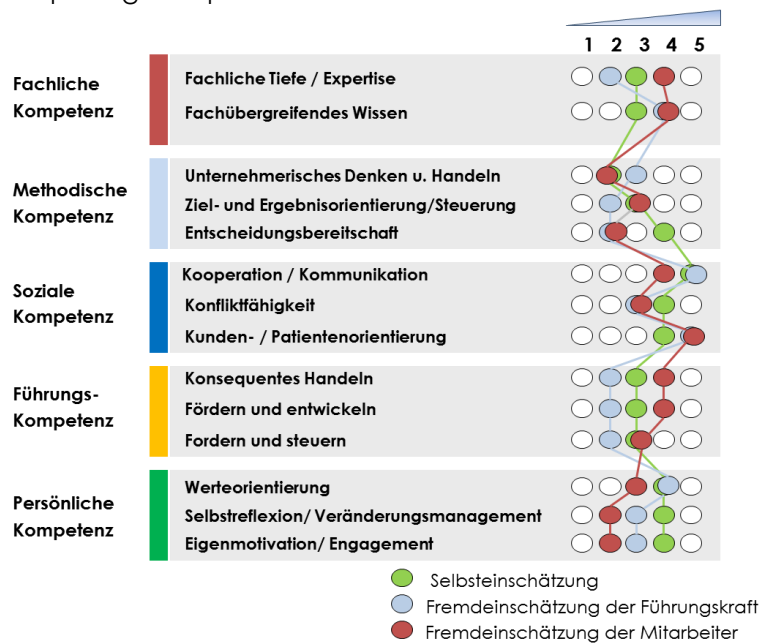 1 2 3 4 5
Fachliche
Kompetenz
Fachliche Tiefe / Expertise
Fachübergreifendes Wissen
Methodische
Kompetenz
Unternehmerisches Denken u. Handeln
Ziel- und Ergebnisorientierung/Steuerung
Entscheidungsbereitschaft
Soziale
Kompetenz
Kooperation / Kommunikation
Konfliktfähigkeit
Kunden- / Patientenorientierung
Führungs-
Kompetenz
Konsequentes Handeln
Fördern und entwickeln
Fordern und steuern
Persönliche
Kompetenz
Werteorientierung
Selbstreflexion/ Veränderungsmanagement
Eigenmotivation/ Engagement
Selbsteinschätzung
Fremdeinschätzung der Führungskraft
Fremdeinschätzung der Mitarbeiter